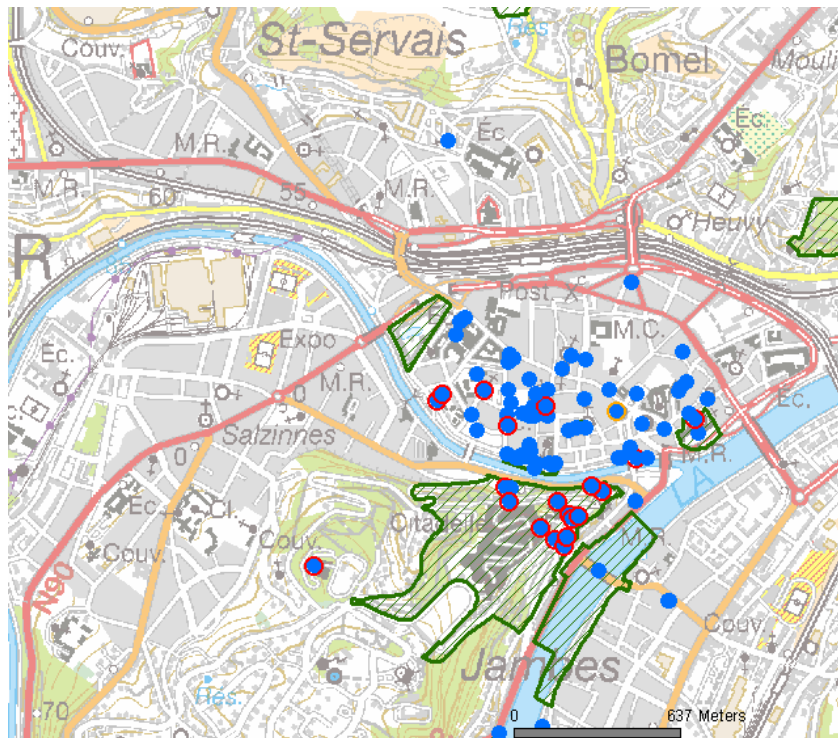 Couv.
St-Servais
Rés
Bomel
Mouli
M.R.
Éc.
Éc.
M.R.
60
55
M.R.
Heuvy
R
Post. X
M.C.
Éc.
Expo
M.R.
Éc.
Salzinnes
0
M.R.
LA
Citadelle
Éc.
Cl.
Couv.
Couv.
M.R.
N90
Couv.
Jambes
Rés.
70
0
637 Meters